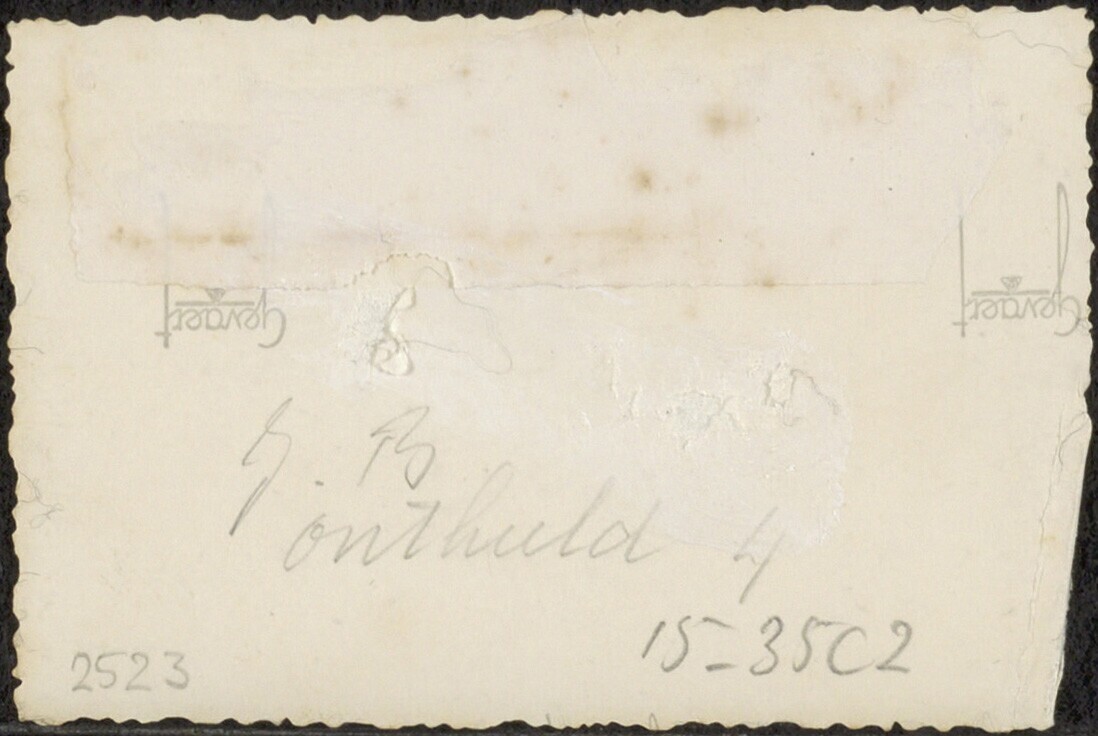 Gevaert Gevaert
G. B
onthuld 4
15-35C2
2523